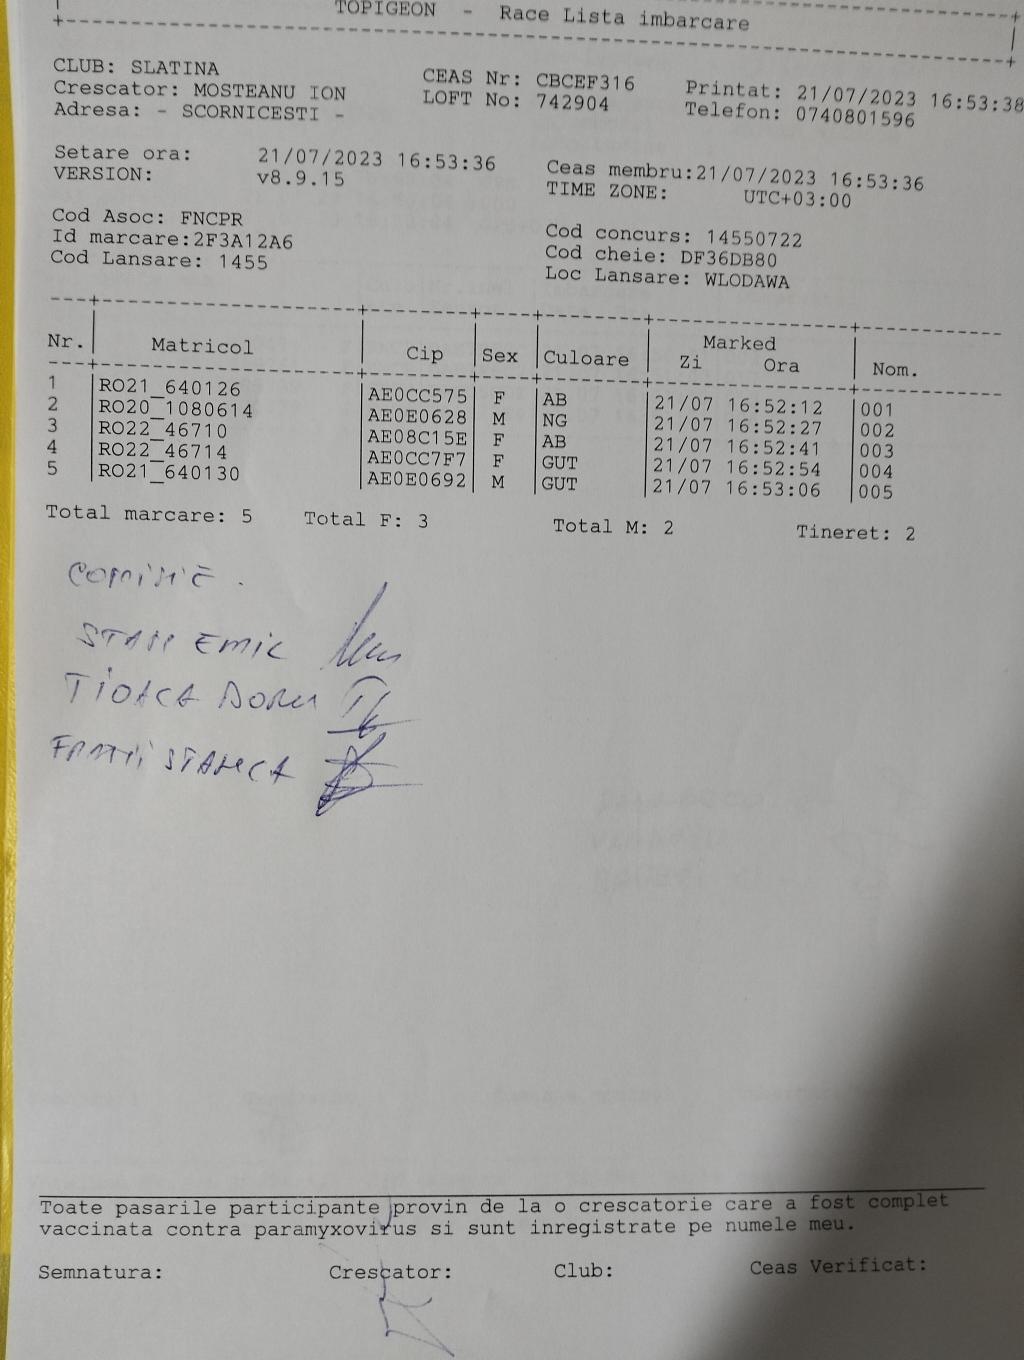 TOPIGEON - Race Lista imbarcare
CLUB: SLATINA CEAS Nr: CBCEF316 Printat: 21/07/2023 16:53:38
Crescator: MOSTEANU ION LOFT No: 742904 Telefon: 0740801596
Adresa: - SCORNICESTI -
Setare ora: 21/07/2023 16:53:36 Ceas membru:21/07/2023 16:53:36
VERSION: v8.9.15 TIME ZONE: UTC+03:00
Cod Asoc: FNCPR Cod concurs: 14550722
Id marcare:2F3A12A6 Cod cheie: DF36DB80
Cod Lansare: 1455 Loc Lansare: WLODAWA
Nr. Matricol Cip Sex Culoare Marked Zi Ora Nom.
1 RO21_640126 AE0CC575 F AB 21/07 16:52:12 001
2 RO20_1080614 AE0E0628 M NG 21/07 16:52:27 002
3 RO22_46710 AE08C15E F AB 21/07 16:52:41 003
4 RO22_46714 AE0CC7F7 F GUT 21/07 16:52:54 004
5 RO21_640130 AE0E0692 M GUT 21/07 16:53:06 005
Total marcare: 5 Total F: 3 Total M: 2 Tineret: 2
STAN EMIL
TIOACA DORU
FRATII STANCA
Toate pasarile participante provin de la o crescatorie care a fost complet
vaccinata contra paramyxovirus si sunt inregistrate pe numele meu.
Semnatura: Crescator: Club: Ceas Verificat: